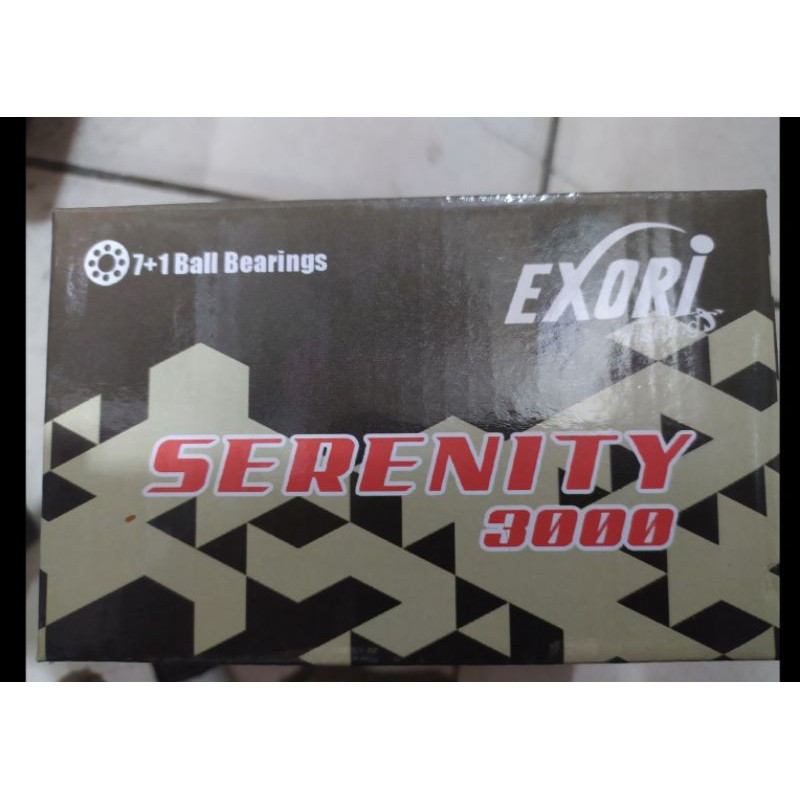 7+1 Ball Bearings
EXORI
SERENITY
3000